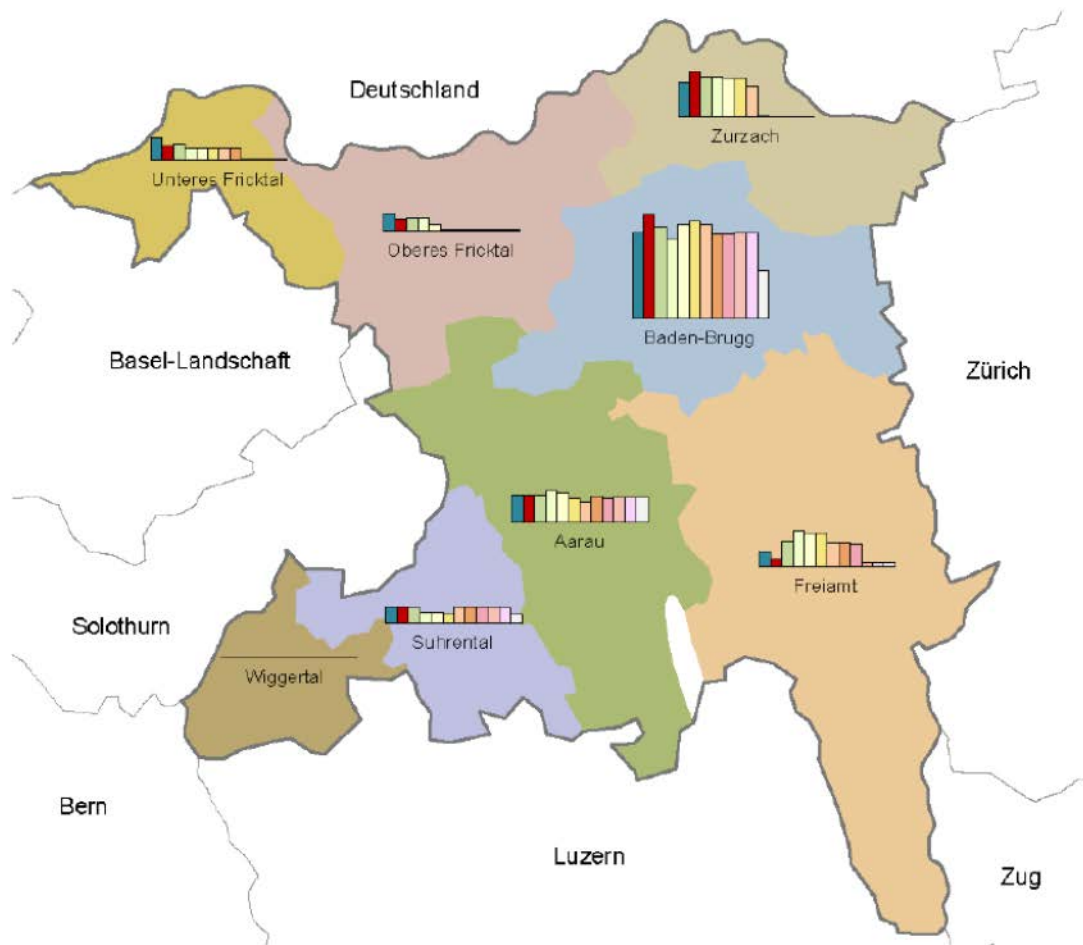 Deutschland
Zurzach
Unteres Fricktal
Oberes Fricktal
Baden-Brugg
Basel-Landschaft
Zürich
Aarau
Freiamt
Solothurn
Suhrental
Wiggertal
Bern
Luzern
Zug